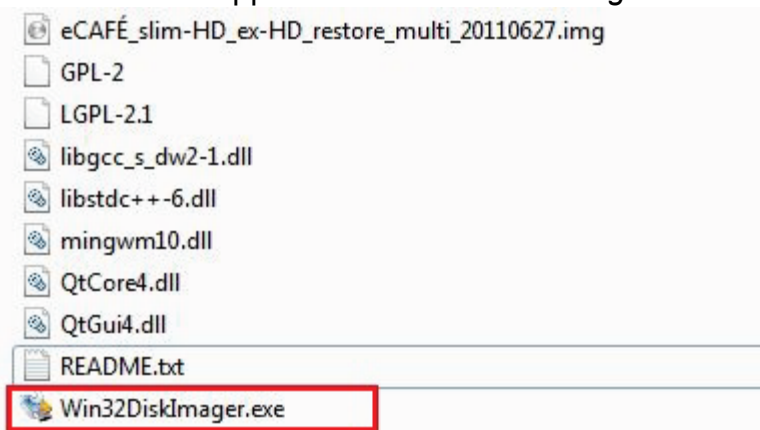 eCAFÉ_slim-HD_ex-HD_restore_multi_20110627.img
GPL-2
LGPL-2.1
libgcc_s_dw2-1.dll
libstdc++-6.dll
mingwm10.dll
QtCore4.dll
QtGui4.dll
README.txt
Win32DiskImager.exe